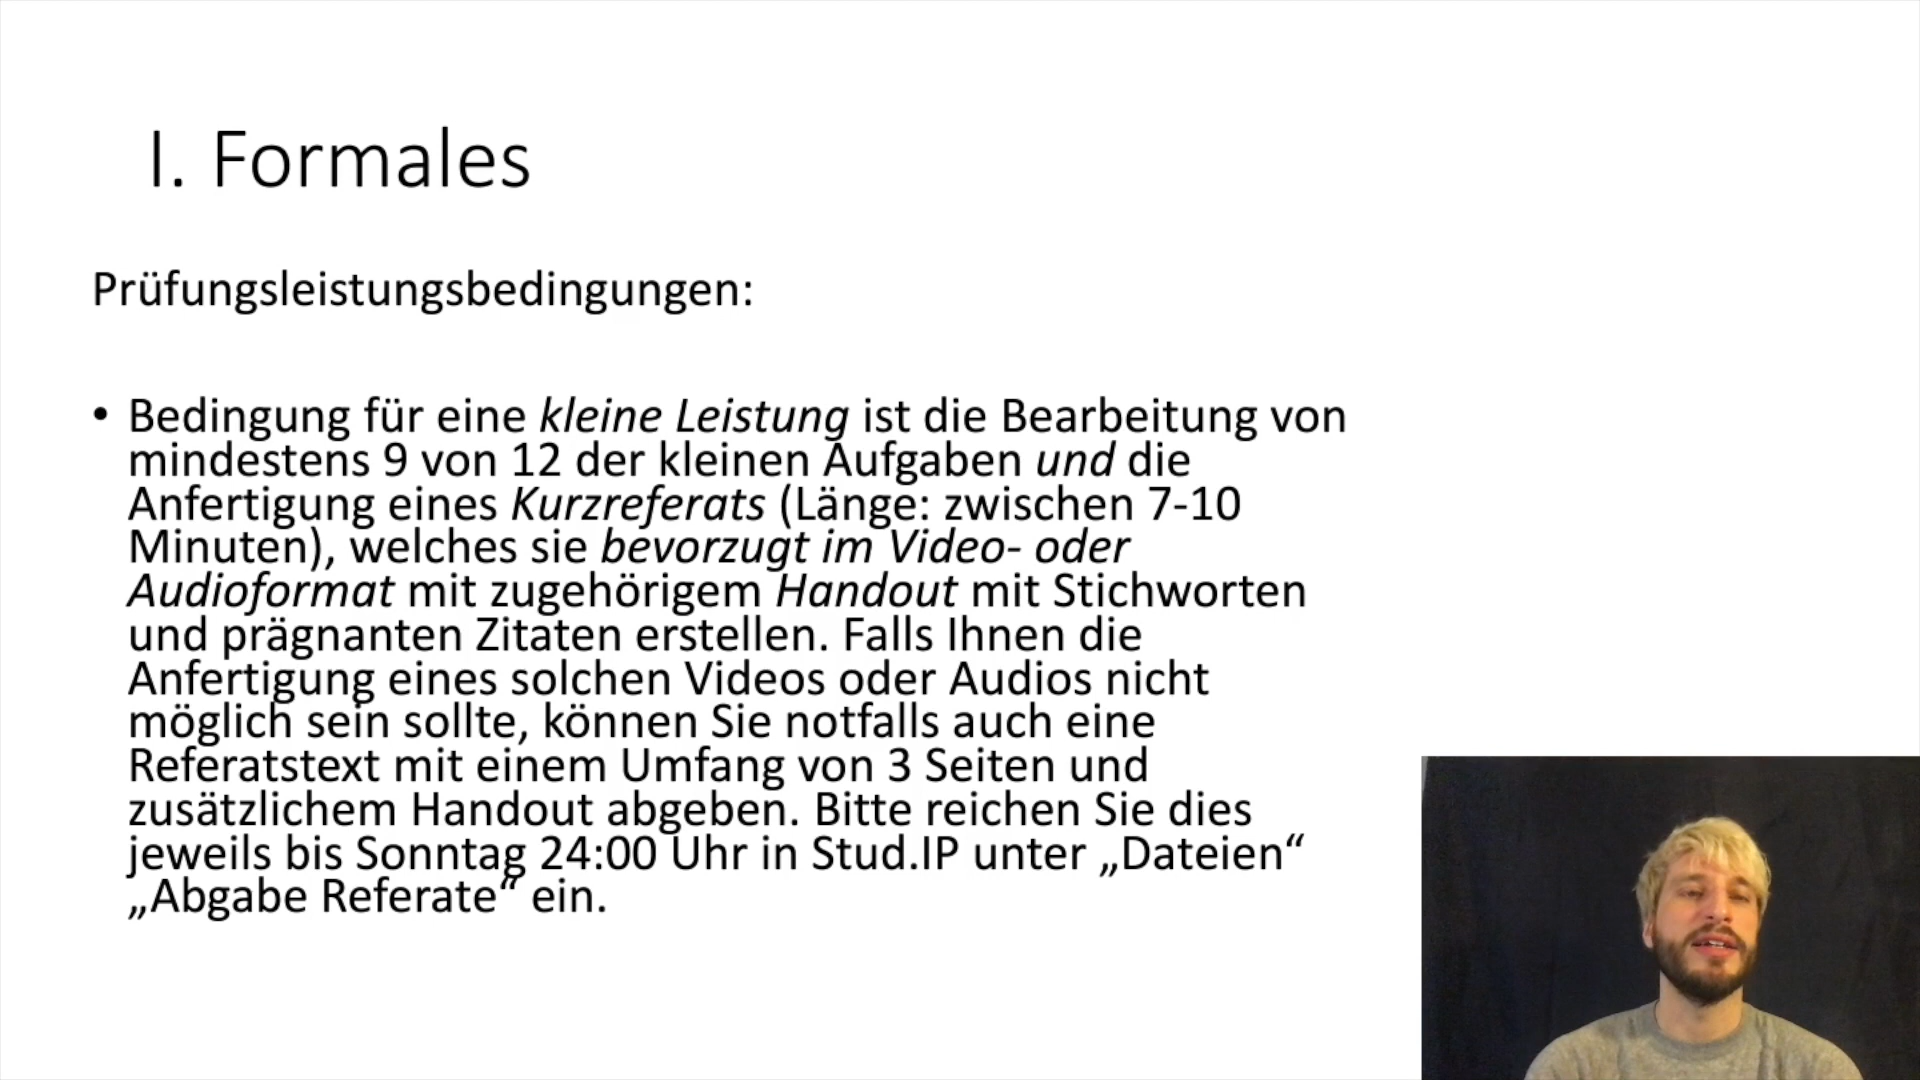 I. Formales
Prüfungsleistungsbedingungen:
• Bedingung für eine kleine Leistung ist die Bearbeitung von
mindestens 9 von 12 der kleinen Aufgaben und die
Anfertigung eines Kurzreferats (Länge: zwischen 7-10
Minuten), welches sie bevorzugt im Video- oder
Audioformat mit zugehörigem Handout mit Stichworten
und prägnanten Zitaten erstellen. Falls Ihnen die
Anfertigung eines solchen Videos oder Audios nicht
möglich sein sollte, können Sie notfalls auch eine
Referatstext mit einem Umfang von 3 Seiten und
zusätzlichem Handout abgeben. Bitte reichen Sie dies
jeweils bis Sonntag 24:00 Uhr in Stud.IP unter „Dateien“
„Abgabe Referate“ ein.